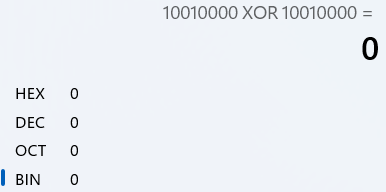 10010000 XOR 10010000 =
0
HEX 0
DEC 0
OCT 0
BIN 0